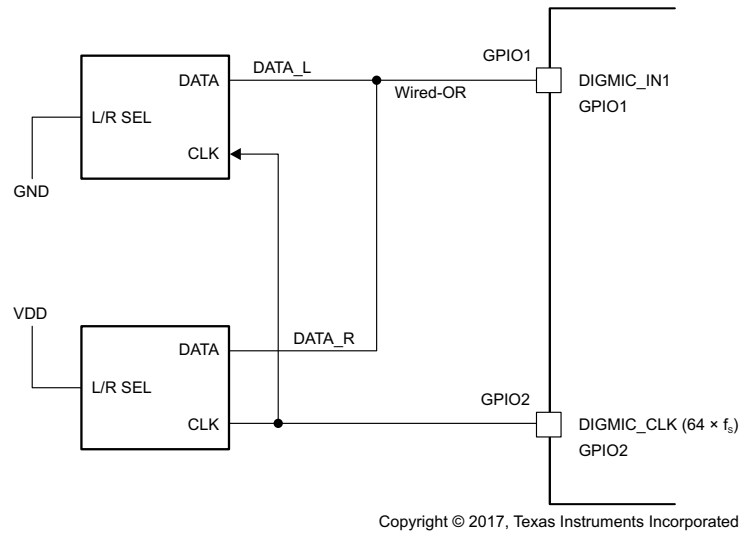 GPIO1
DATA
DATA_L
Wired-OR
DIGMIC_IN1
GPIO1
L/R SEL
CLK
GND
VDD
DATA
DATA_R
L/R SEL
GPIO2
CLK
DIGMIC_CLK (64 × fs)
GPIO2
Copyright © 2017, Texas Instruments Incorporated